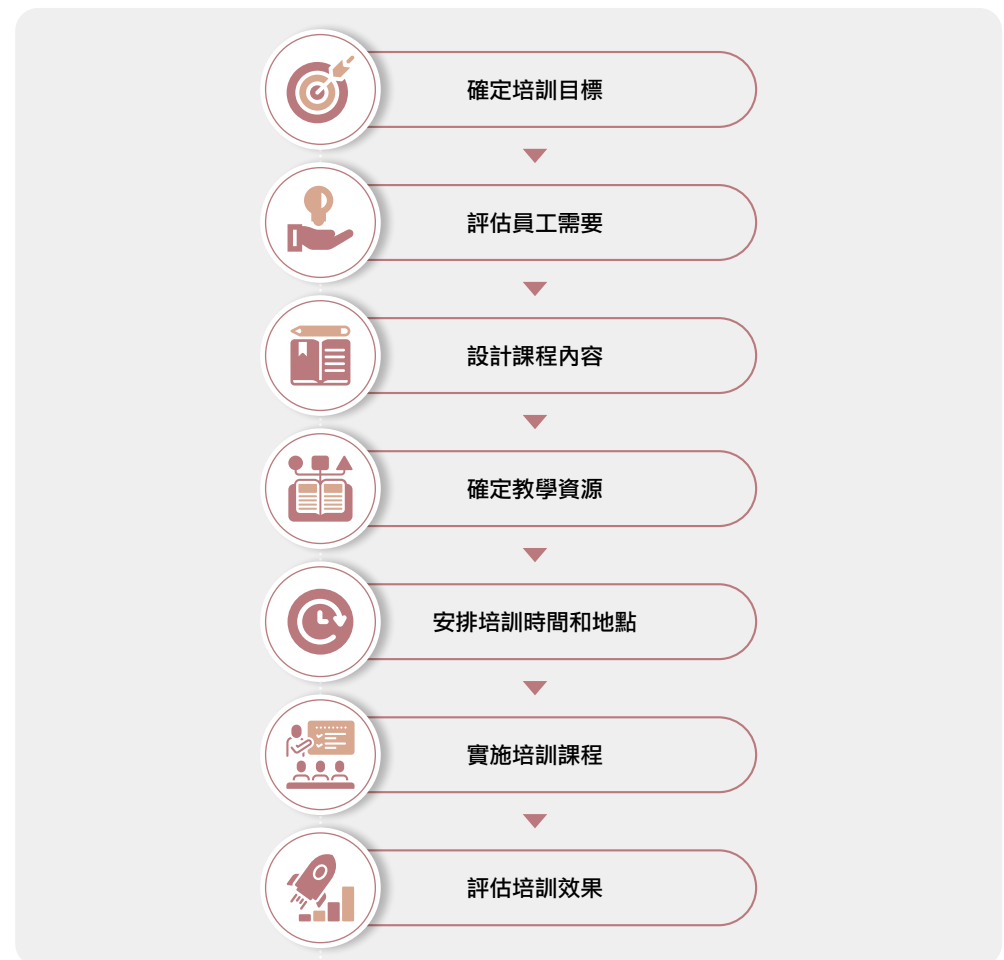 確定培訓目標
評估員工需要
設計課程內容
確定教學資源
安排培訓時間和地點
實施培訓課程
評估培訓效果